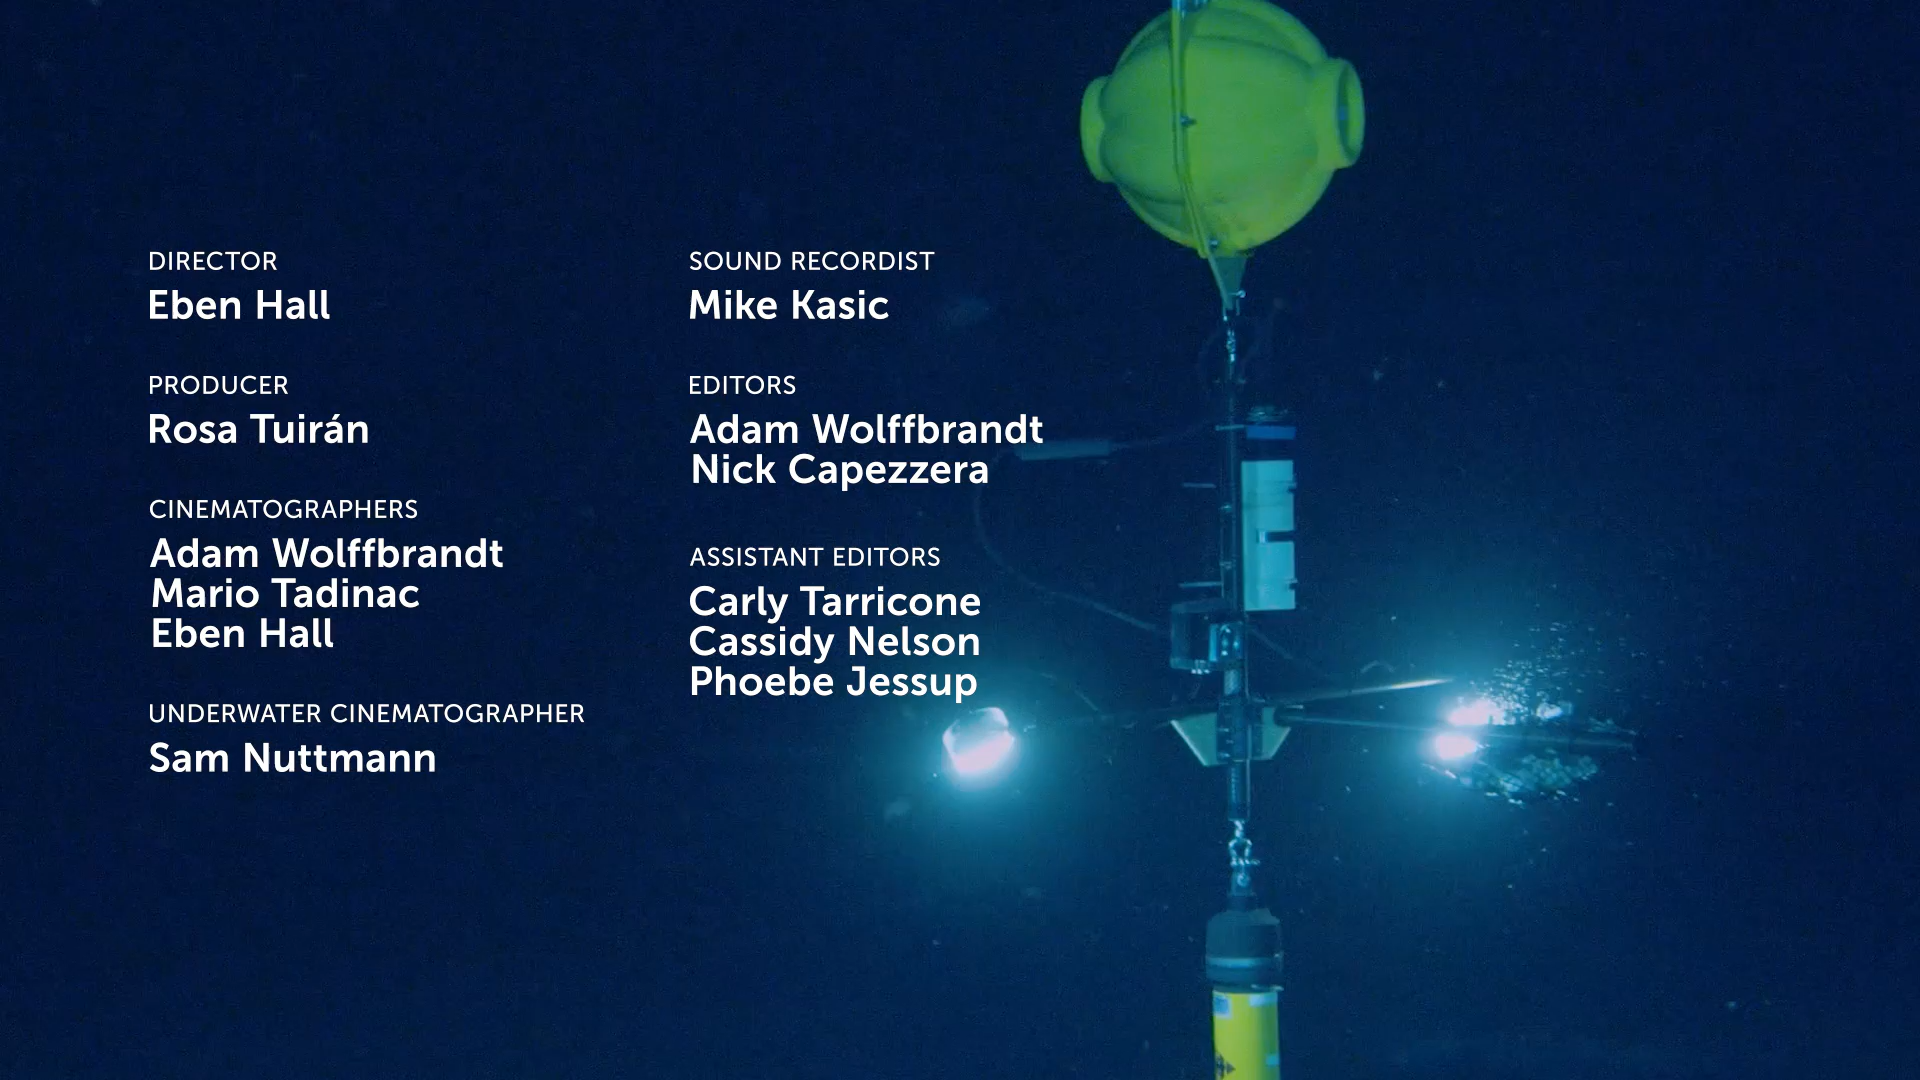 DIRECTOR
Eben Hall
PRODUCER
Rosa Tuirán
CINEMATOGRAPHERS
Adam Wolffbrandt
Mario Tadinac
Eben Hall
UNDERWATER CINEMATOGRAPHER
Sam Nuttmann
SOUND RECORDIST
Mike Kasic
EDITORS
Adam Wolffbrandt
Nick Capezzera
ASSISTANT EDITORS
Carly Tarricone
Cassidy Nelson
Phoebe Jessup